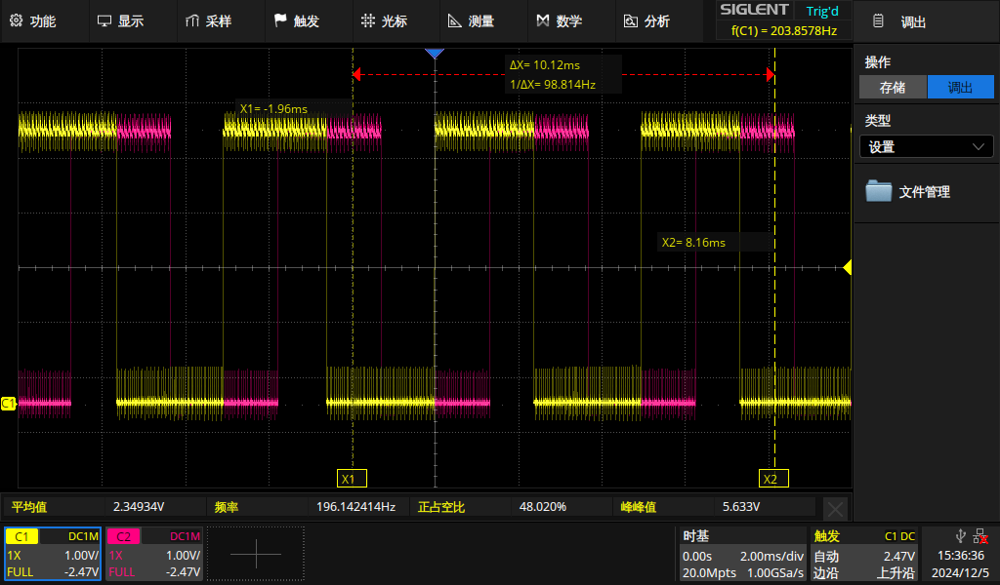 功能 显示 采样 触发 光标 测量 数学 分析 SIGLENT Trig'd 调出
f(C1) = 203.8578Hz
操作
存储 调出
类型
设置
文件管理
ΔX= 10.12ms
1/ΔX= 98.814Hz
X1= -1.96ms
X2= 8.16ms
C1
X1 X2
平均值 2.34934V 频率 196.142414Hz 正占空比 48.020% 峰峰值 5.633V
C1 DC1M C2 DC1M 时基 触发 C1 DC
1X 1.00V/ 1X 1.00V/ 0.00s 2.00ms/div 自动 2.47V 15:36:36
FULL -2.47V FULL -2.47V 20.0Mpts 1.00GSa/s 边沿 上升沿 2024/12/5